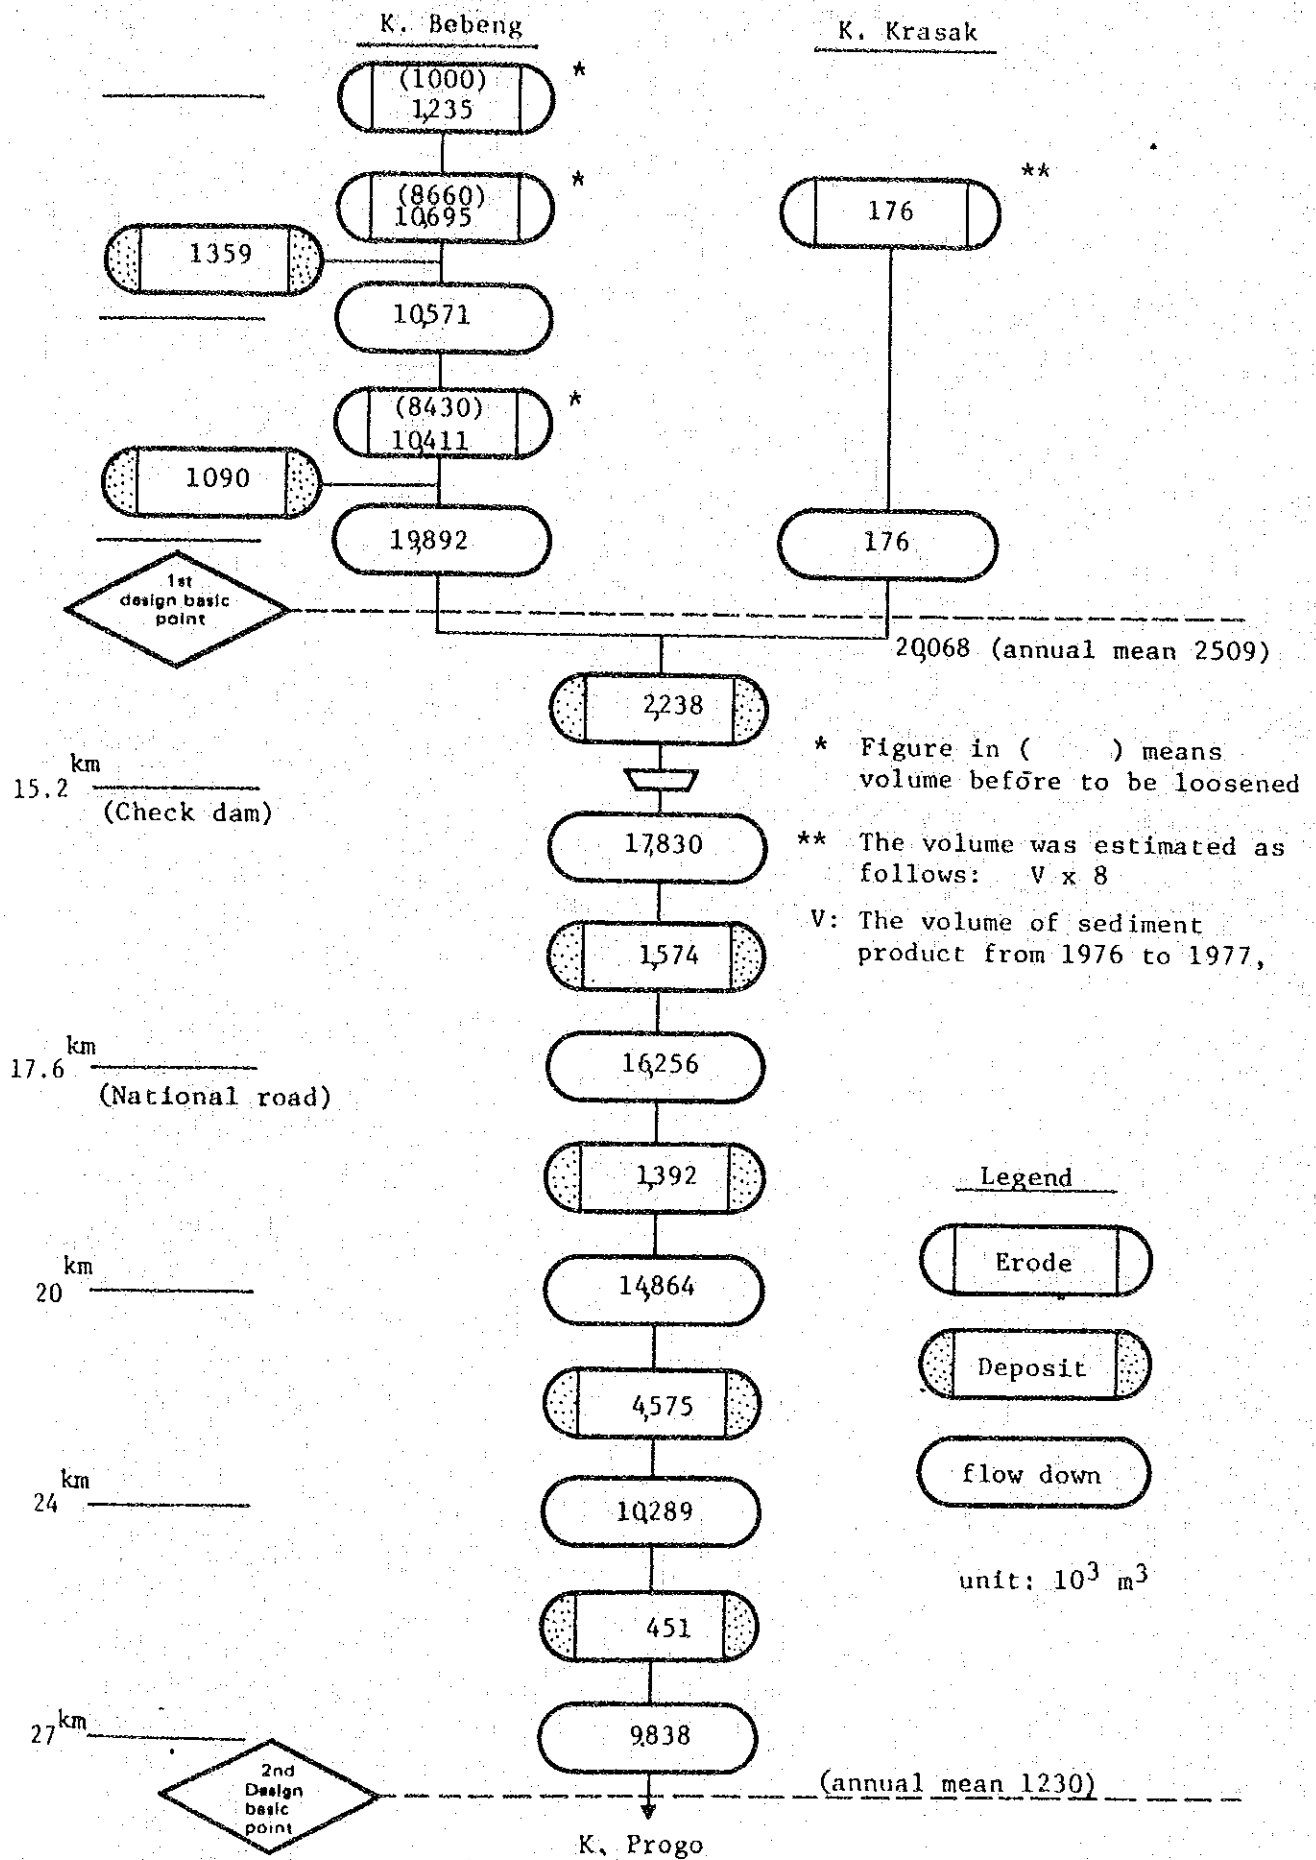 K. Bebeng
K. Krasak
(1000)
1,235
*
(8660)
10,695
*
176
**
1359
10,571
(8430)
10,411
*
1090
19,892
176
1st
design basic
point
20,068 (annual mean 2509)
2,238
* Figure in (   ) means
volume before to be loosened
15.2 km
(Check dam)
17,830
** The volume was estimated as
follows: V x 8
V: The volume of sediment
product from 1976 to 1977,
1,574
17.6 km
(National road)
16,256
1,392
Legend
Erode
20 km
14,864
Deposit
4,575
flow down
24 km
10,289
unit: 10³ m³
451
27 km
9,838
2nd
Design
basic
point
(annual mean 1230)
K. Progo